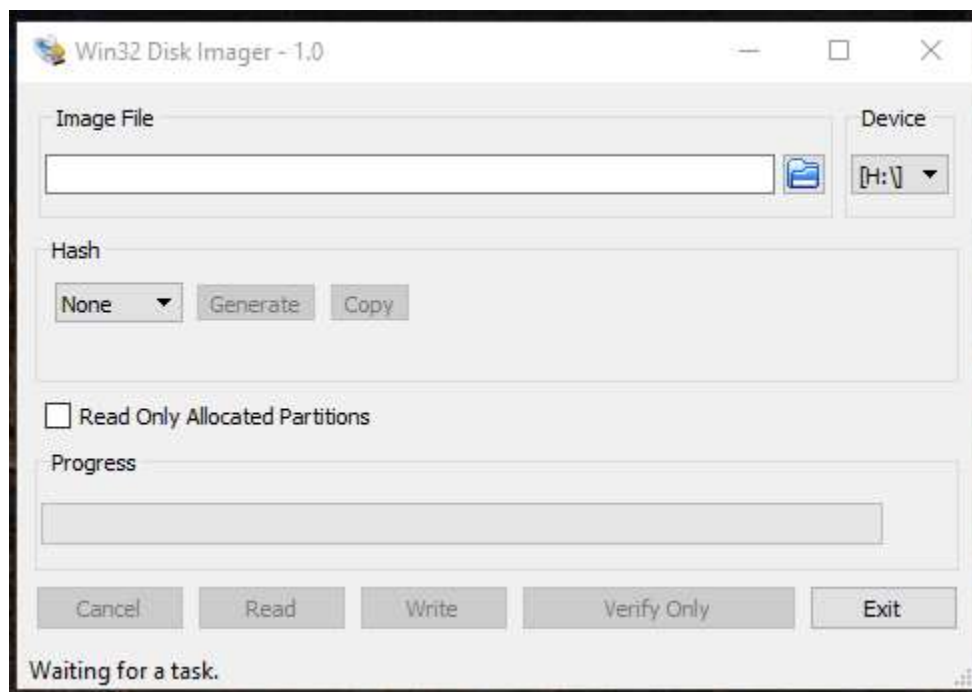 Win32 Disk Imager - 1.0
Image File Device
[H:\]
Hash
None Generate Copy
Read Only Allocated Partitions
Progress
Cancel Read Write Verify Only Exit
Waiting for a task.